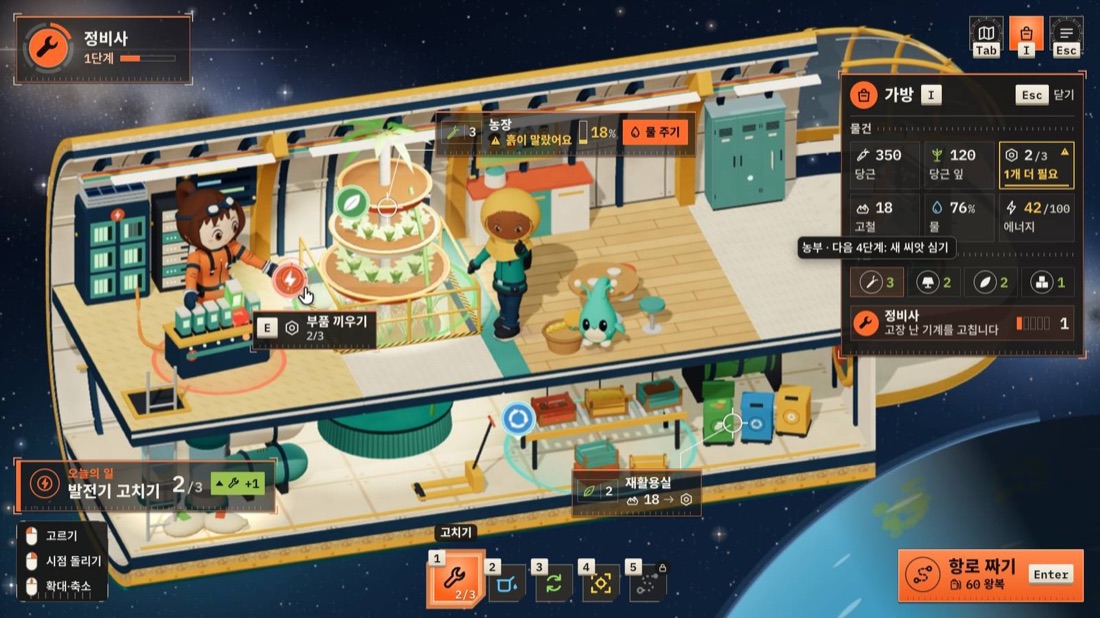 정비사
1단계
Tab
I
Esc
3
농장
흙이 말랐어요
18%
물 주기
가방
I
Esc
닫기
물건
350
당근
120
당근 잎
2/3
1개 더 필요
18
고철
76%
물
42/100
에너지
농부 · 다음 4단계: 새 씨앗 심기
3
2
2
1
정비사
고장 난 기계를 고칩니다
1
E
부품 끼우기
2/3
2
재활용실
18 →
오늘의 일
발전기 고치기
2/3
+1
고르기
시점 돌리기
확대·축소
고치기
1
2/3
2
3
4
5
항로 짜기
60 왕복
Enter